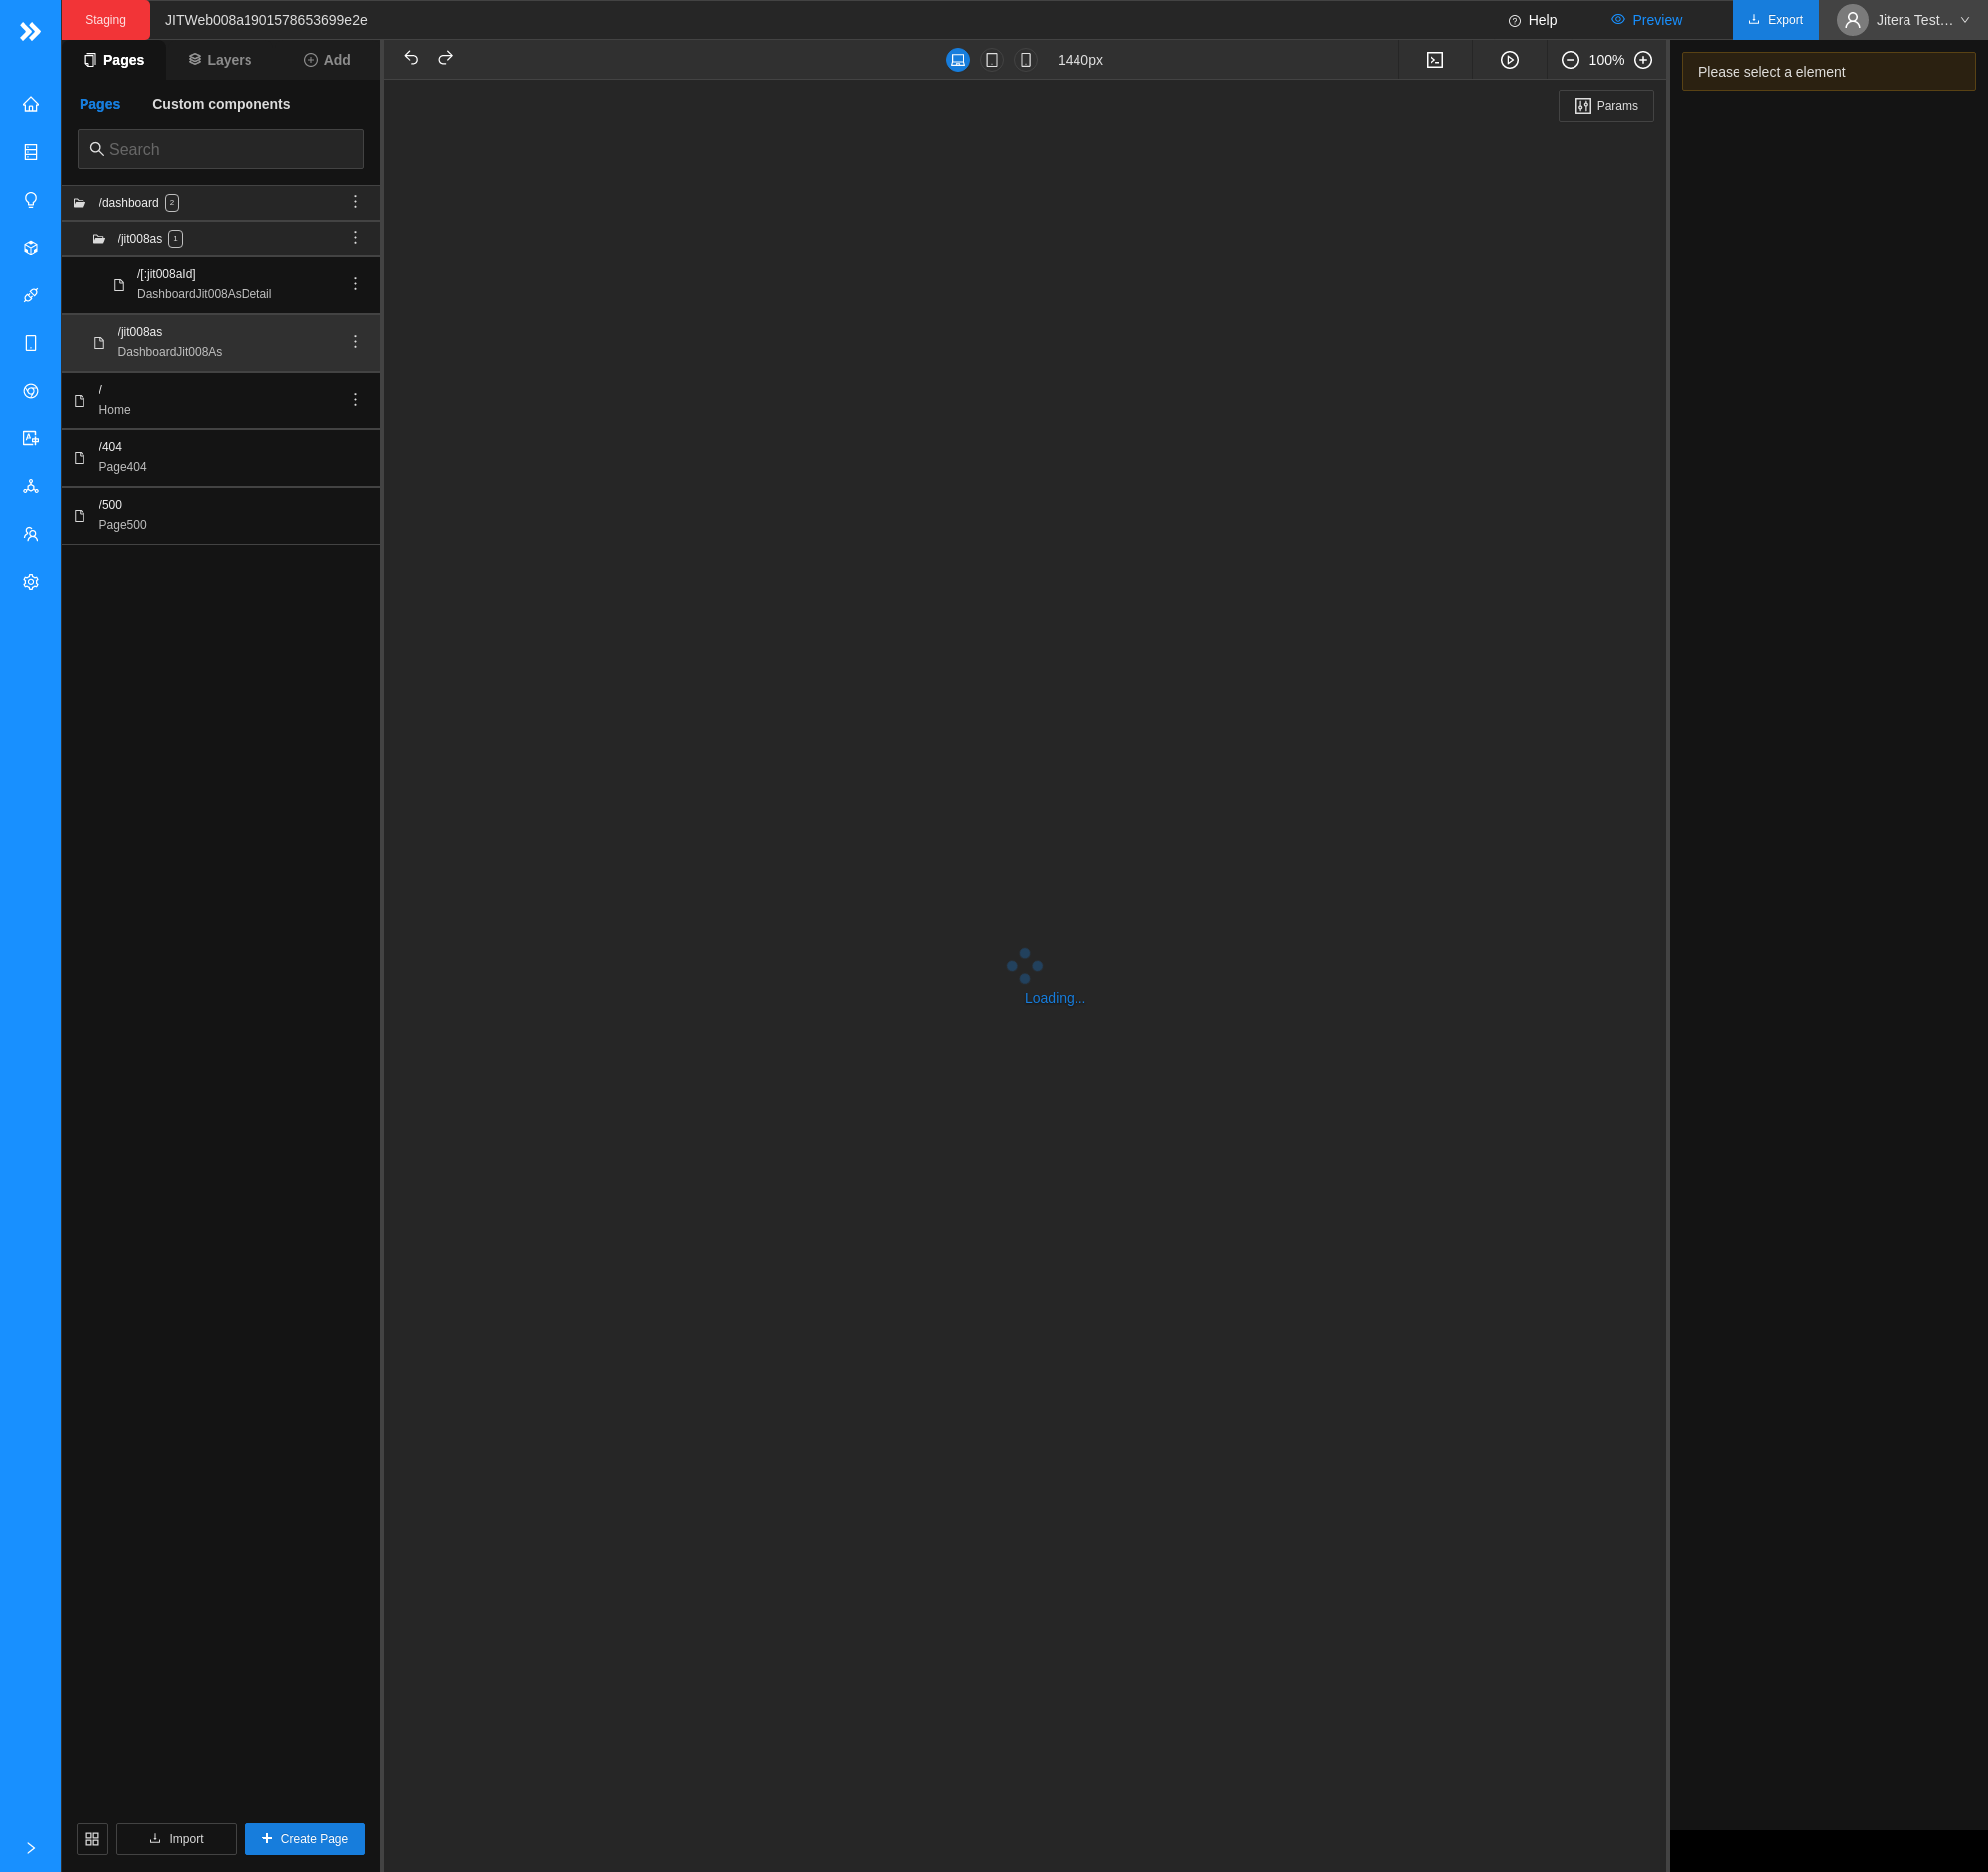 Staging
JITWeb008a1901578653699e2e
Help
Preview
Export
Jitera Test...
Pages
Layers
Add
1440px
100%
Please select a element
Pages
Custom components
Params
Search
/dashboard 2
/jit008as 1
/[:jit008aId]
DashboardJit008AsDetail
/jit008as
DashboardJit008As
/
Home
/404
Page404
/500
Page500
Loading...
Import
Create Page